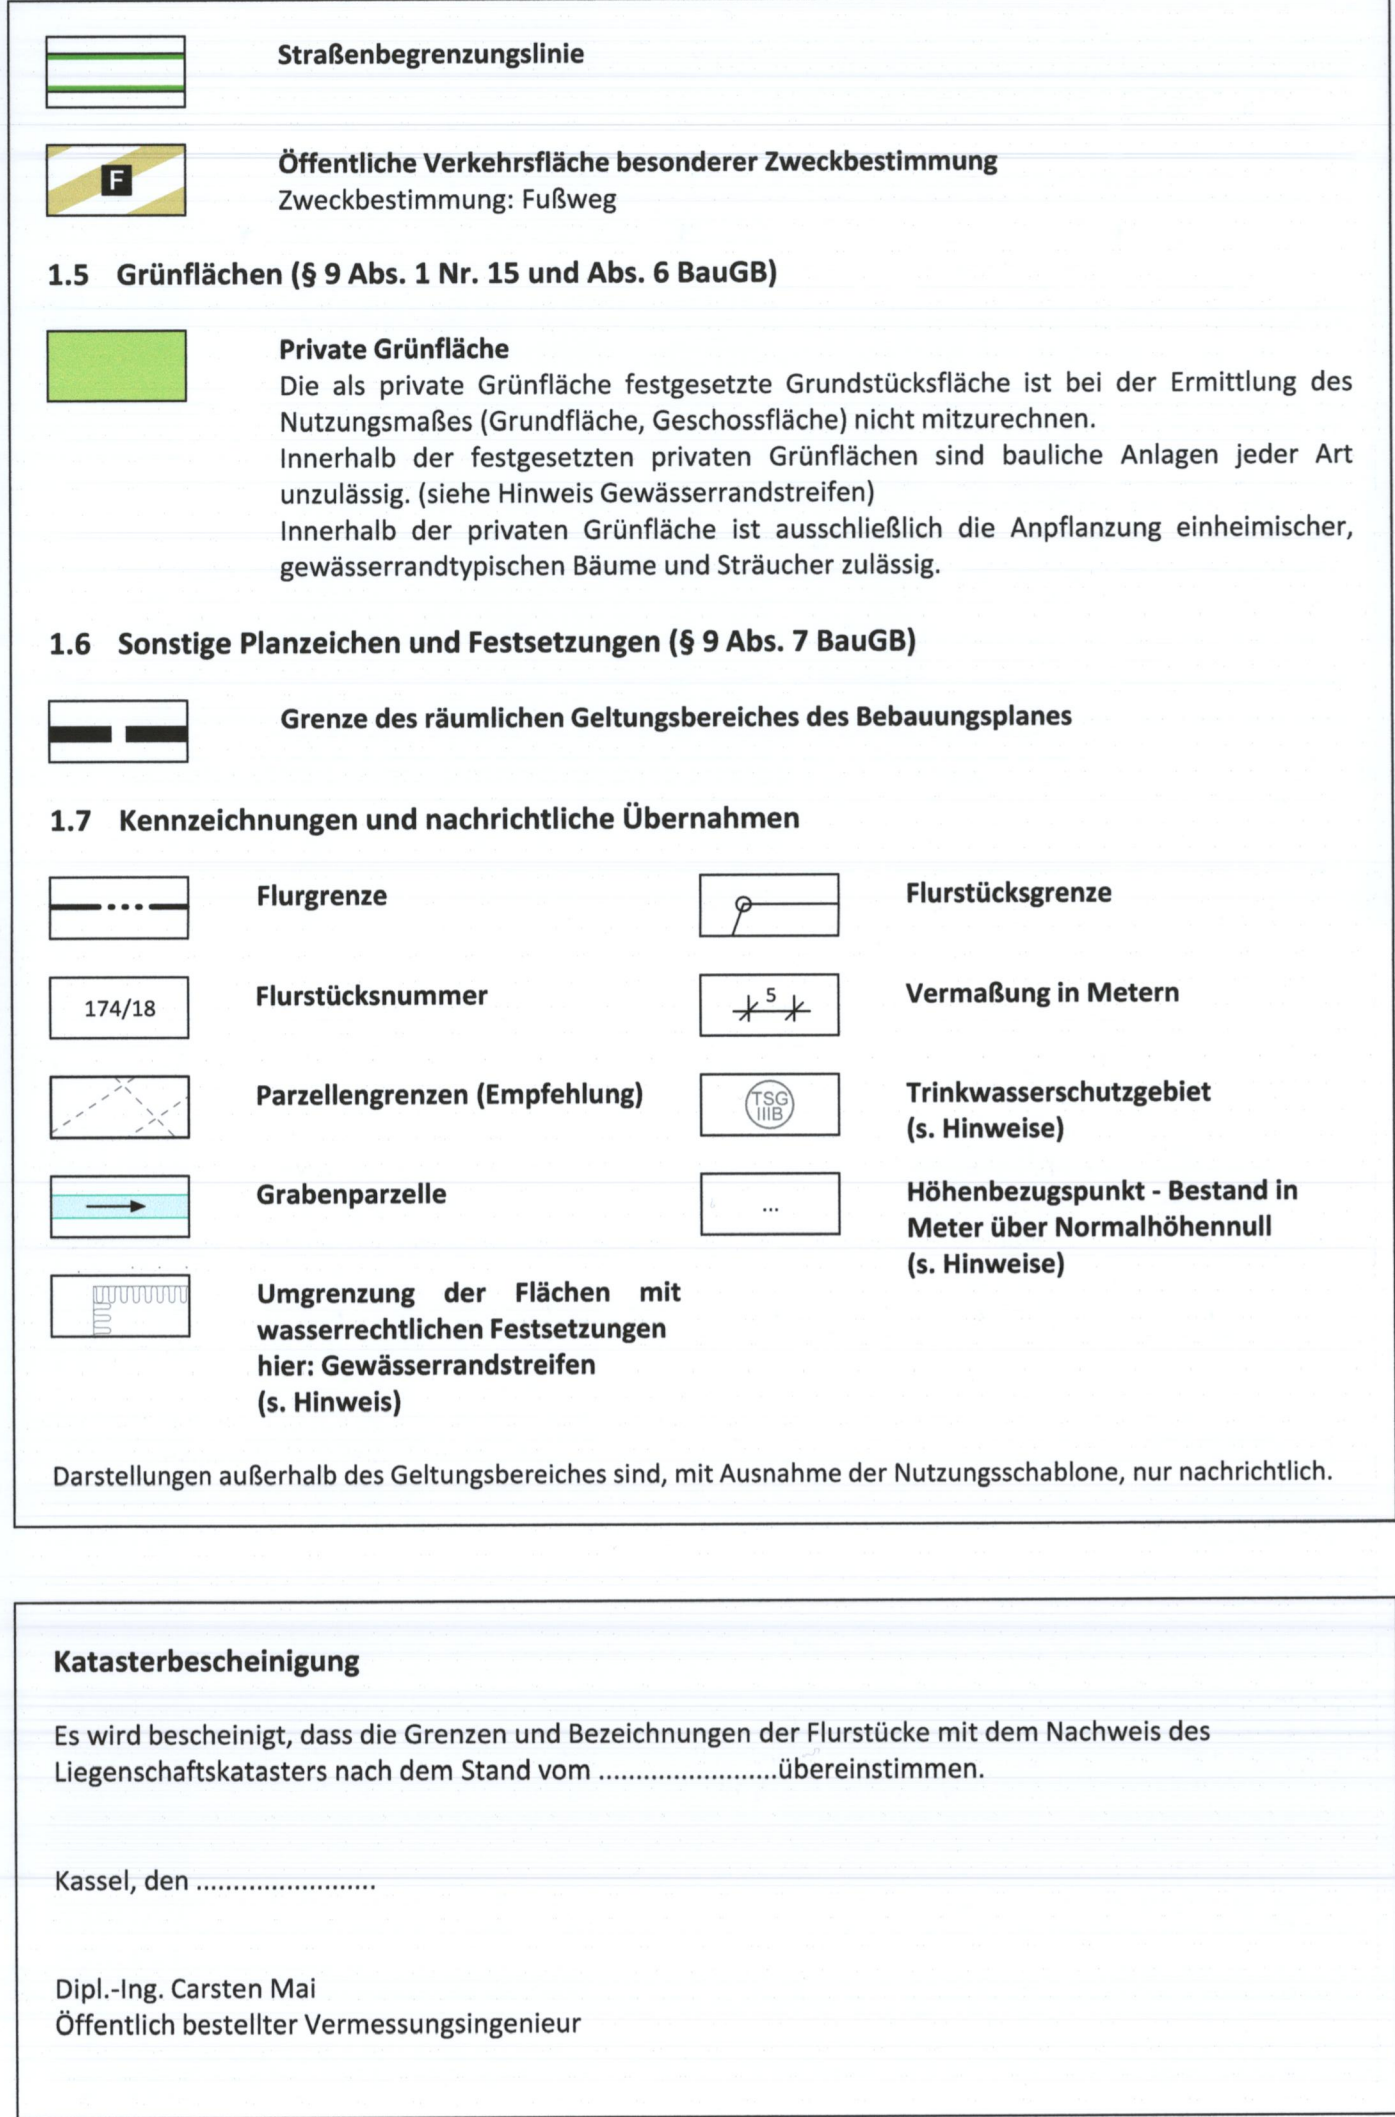 Straßenbegrenzungslinie
F
Öffentliche Verkehrsfläche besonderer Zweckbestimmung
Zweckbestimmung: Fußweg
1.5 Grünflächen (§ 9 Abs. 1 Nr. 15 und Abs. 6 BauGB)
Private Grünfläche
Die als private Grünfläche festgesetzte Grundstücksfläche ist bei der Ermittlung des
Nutzungsmaßes (Grundfläche, Geschossfläche) nicht mitzurechnen.
Innerhalb der festgesetzten privaten Grünflächen sind bauliche Anlagen jeder Art
unzulässig. (siehe Hinweis Gewässerrandstreifen)
Innerhalb der privaten Grünfläche ist ausschließlich die Anpflanzung einheimischer,
gewässerrandtypischen Bäume und Sträucher zulässig.
1.6 Sonstige Planzeichen und Festsetzungen (§ 9 Abs. 7 BauGB)
Grenze des räumlichen Geltungsbereiches des Bebauungsplanes
1.7 Kennzeichnungen und nachrichtliche Übernahmen
Flurgrenze
Flurstücksgrenze
174/18
Flurstücksnummer
5
Vermaßung in Metern
Parzellengrenzen (Empfehlung)
TSG
IIIB
Trinkwasserschutzgebiet
(s. Hinweise)
Grabenparzelle
...
Höhenbezugspunkt - Bestand in
Meter über Normalhöhennull
(s. Hinweise)
Umgrenzung der Flächen mit
wasserrechtlichen Festsetzungen
hier: Gewässerrandstreifen
(s. Hinweis)
Darstellungen außerhalb des Geltungsbereiches sind, mit Ausnahme der Nutzungsschablone, nur nachrichtlich.
Katasterbescheinigung
Es wird bescheinigt, dass die Grenzen und Bezeichnungen der Flurstücke mit dem Nachweis des
Liegenschaftskatasters nach dem Stand vom ........................übereinstimmen.
Kassel, den ........................
Dipl.-Ing. Carsten Mai
Öffentlich bestellter Vermessungsingenieur